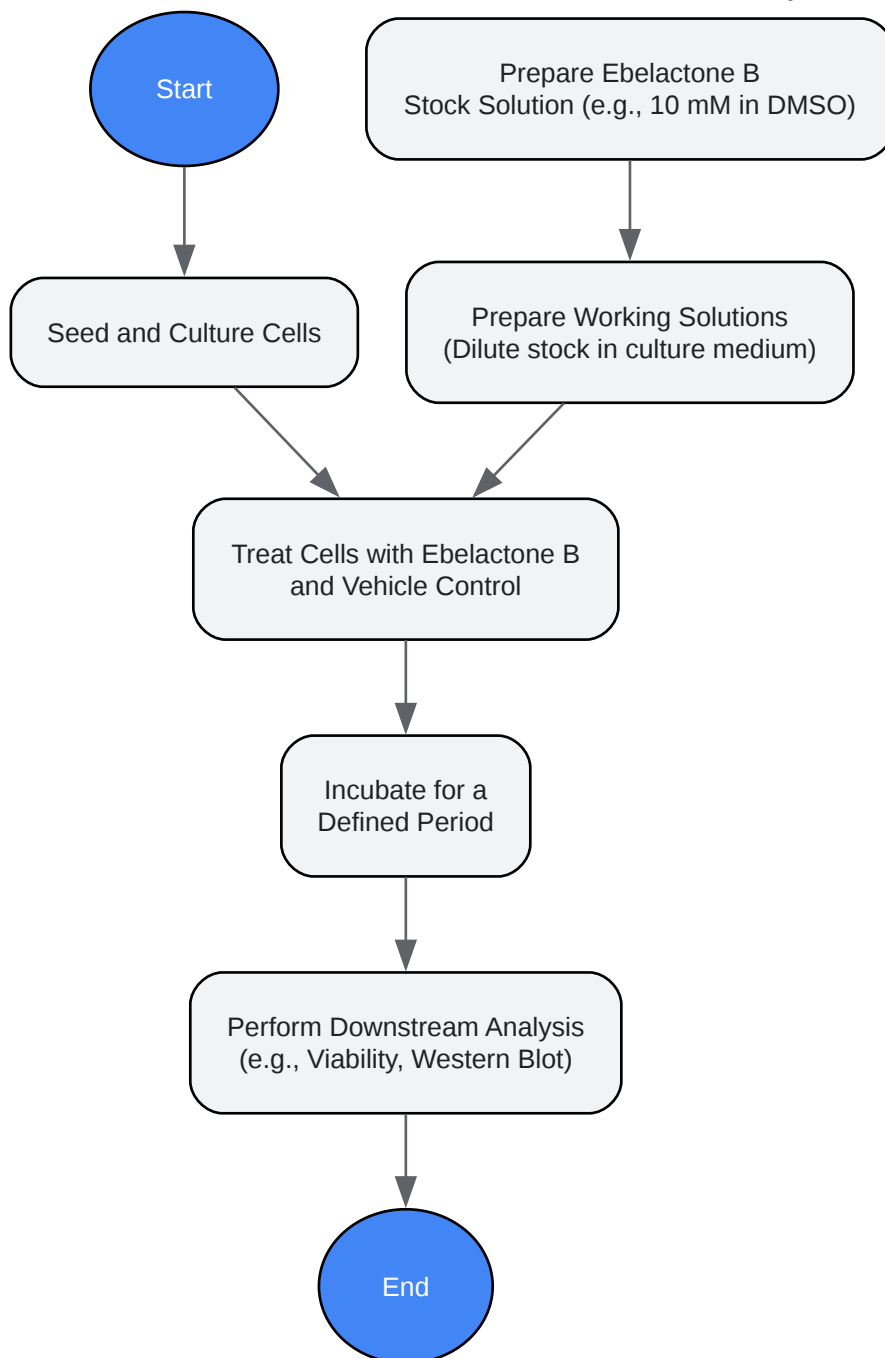 Start
Prepare Ebelactone B
Stock Solution (e.g., 10 mM in DMSO)
Seed and Culture Cells
Prepare Working Solutions
(Dilute stock in culture medium)
Treat Cells with Ebelactone B
and Vehicle Control
Incubate for a
Defined Period
Perform Downstream Analysis
(e.g., Viability, Western Blot)
End